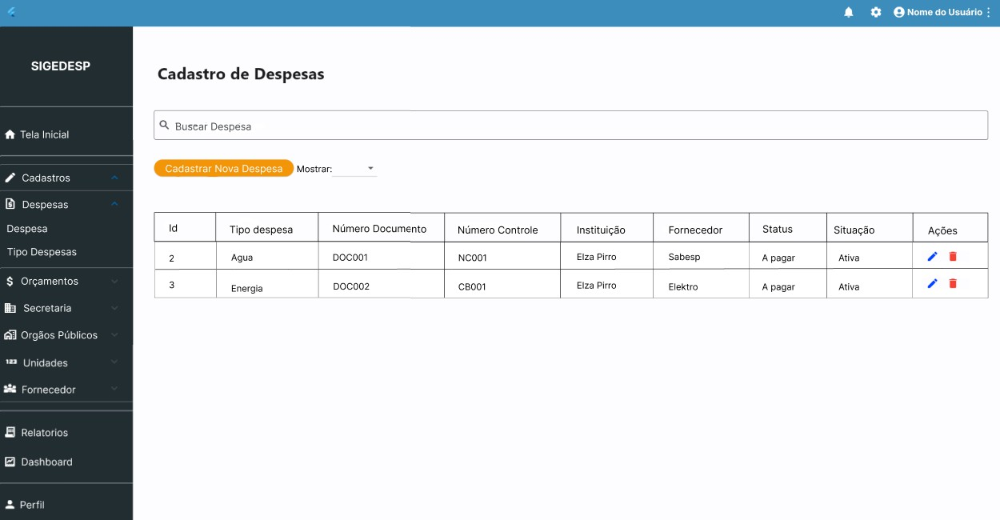 Nome do Usuário
SIGEDESP
Tela Inicial
Cadastros
Despesas
Despesa
Tipo Despesas
Orçamentos
Secretaria
Orgãos Públicos
123 Unidades
Fornecedor
Relatorios
Dashboard
Perfil
Cadastro de Despesas
Buscar Despesa
Cadastrar Nova Despesa Mostrar:
Id Tipo despesa Número Documento Número Controle Instituição Fornecedor Status Situação Ações
2 Agua DOC001 NC001 Elza Pirro Sabesp A pagar Ativa
3 Energia DOC002 CB001 Elza Pirro Elektro A pagar Ativa